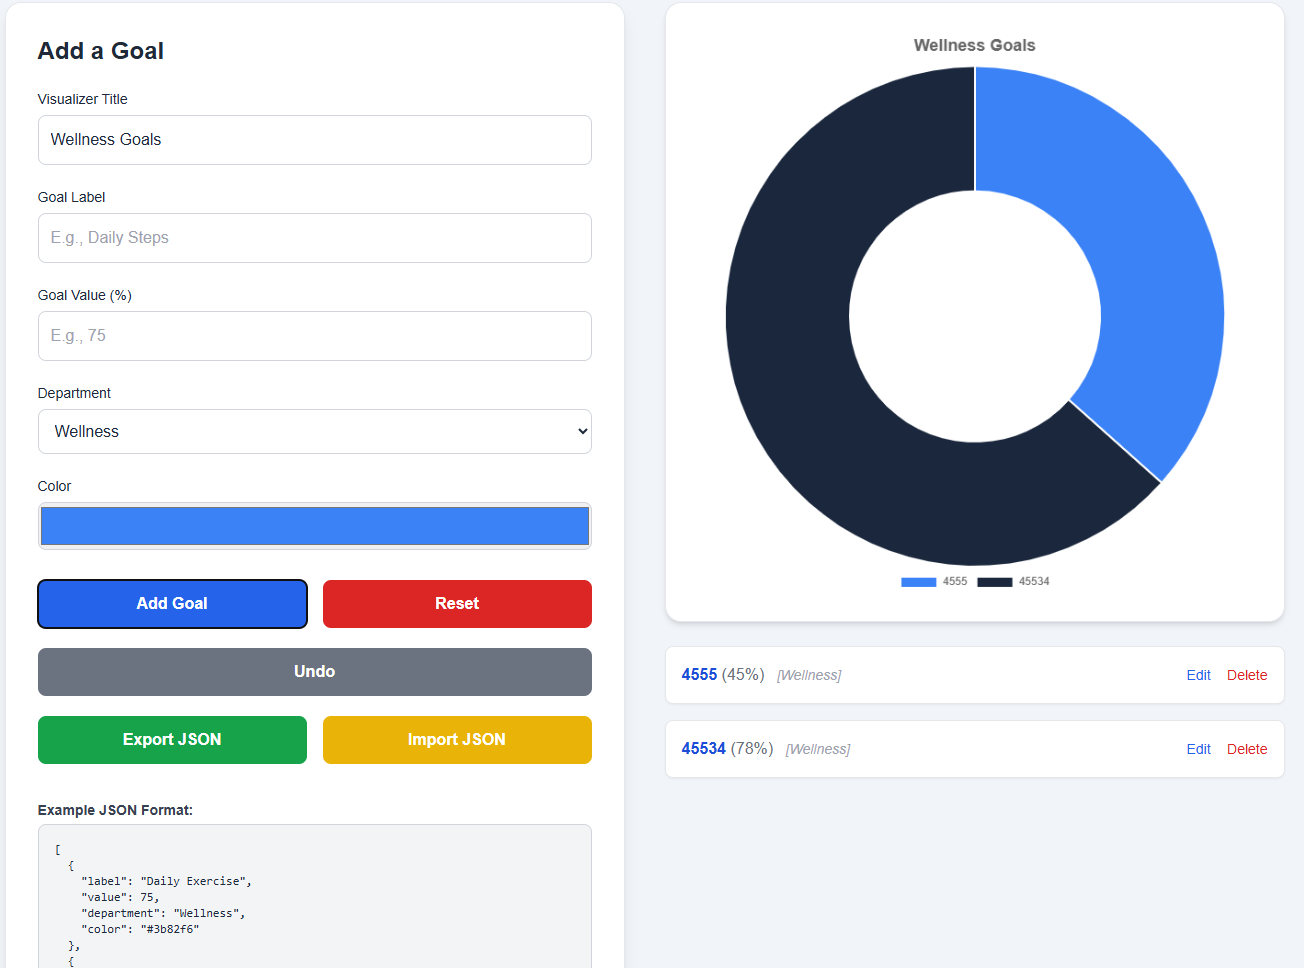 Add a Goal
Visualizer Title
Wellness Goals
Goal Label
E.g., Daily Steps
Goal Value (%)
E.g., 75
Department
Wellness
Color
Add Goal
Reset
Undo
Export JSON
Import JSON
Example JSON Format:
[
  {
    "label": "Daily Exercise",
    "value": 75,
    "department": "Wellness",
    "color": "#3b82f6"
  },
  {
Wellness Goals
4555
45534
4555 (45%) [Wellness]
Edit
Delete
45534 (78%) [Wellness]
Edit
Delete